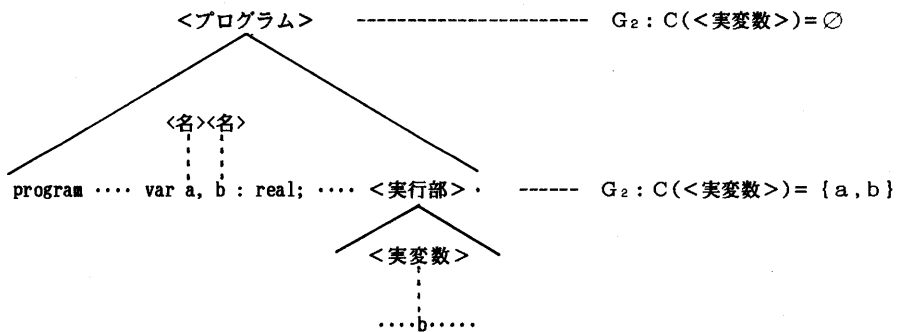 <プログラム> ---------------------- G₂：C(<実変数>)=∅
<名><名>
program ···· var a, b : real; ···· <実行部>. ------ G₂：C(<実変数>)= {a,b}
<実変数>
····b·····